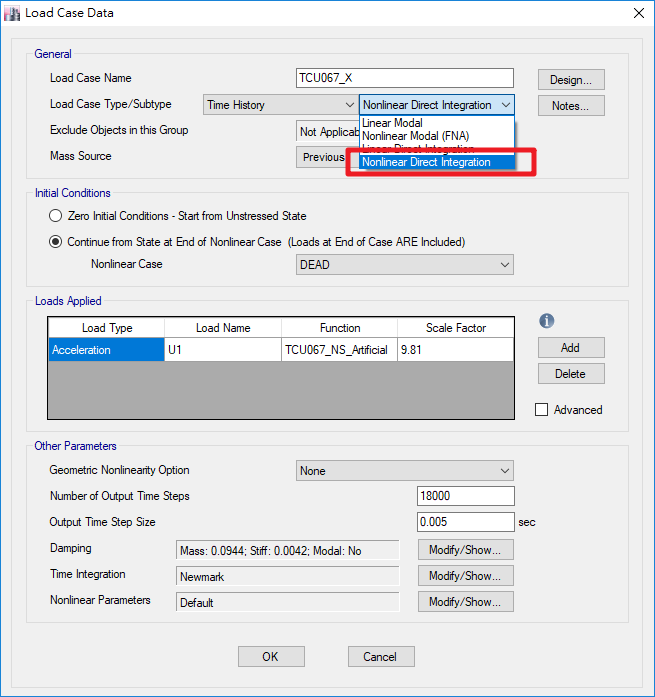 Load Case Data
General
Load Case Name
TCU067_X
Design...
Load Case Type/Subtype
Time History
Nonlinear Direct Integration
Notes...
Linear Modal
Exclude Objects in this Group
Not Applicab
Nonlinear Modal (FNA)
Linear Direct Integration
Mass Source
Previous
Nonlinear Direct Integration
Initial Conditions
Zero Initial Conditions - Start from Unstressed State
Continue from State at End of Nonlinear Case (Loads at End of Case ARE Included)
Nonlinear Case
DEAD
Loads Applied
Load Type Load Name Function Scale Factor
Acceleration U1 TCU067_NS_Artificial 9.81
Add
Delete
Advanced
Other Parameters
Geometric Nonlinearity Option
None
Number of Output Time Steps
18000
Output Time Step Size
0.005 sec
Damping
Mass: 0.0944; Stiff: 0.0042; Modal: No
Modify/Show...
Time Integration
Newmark
Modify/Show...
Nonlinear Parameters
Default
Modify/Show...
OK
Cancel